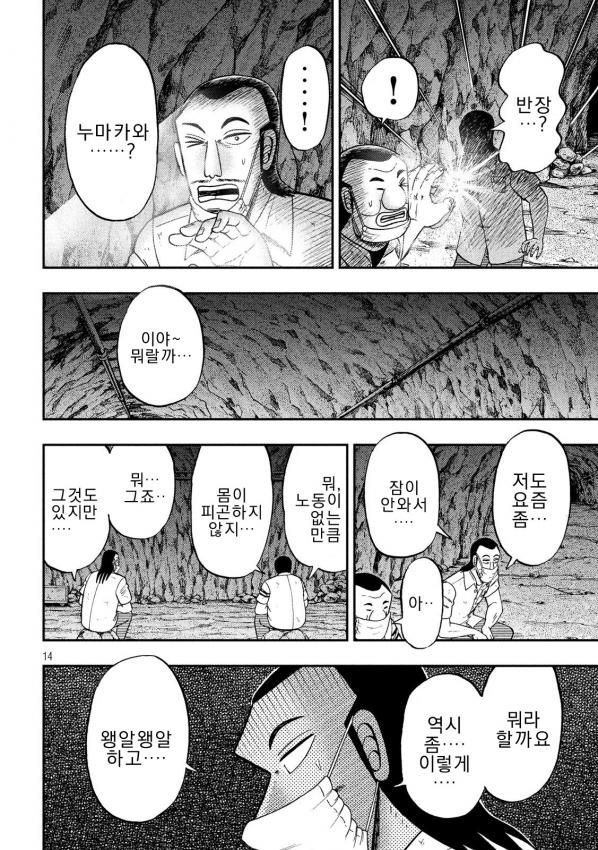 반장
…?
!
‥‥‥!
누마카와
……?
이야~
뭐랄까…
저도
요즘
좀…
잠이
안와서
‥‥
아‥
뭐,
노동이
없는
만큼
몸이
피곤하지
않지…
뭐…
그죠‥
그것도
있지만
‥‥
14
뭐라
할까요
역시
좀‥‥
이렇게
‥‥
왱알왱알
하고‥‥